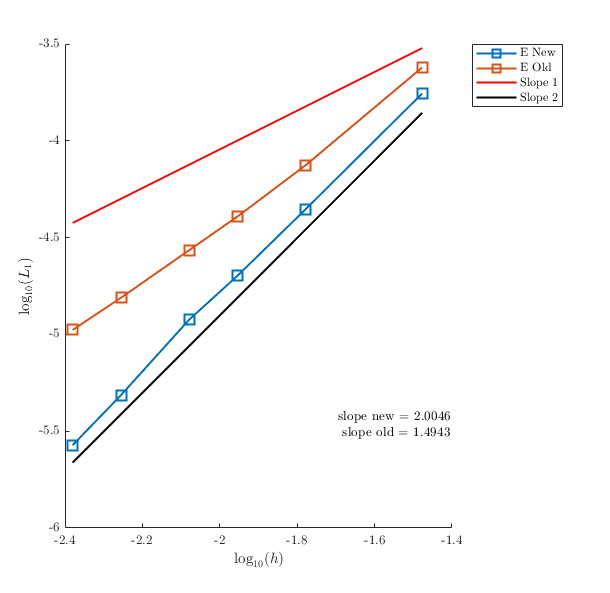 -3.5
-4
-4.5
-5
-5.5
-6
-2.4
-2.2
-2
-1.8
-1.6
-1.4
log₁₀(L₁)
log₁₀(h)
E New
E Old
Slope 1
Slope 2
slope new = 2.0046
slope old = 1.4943